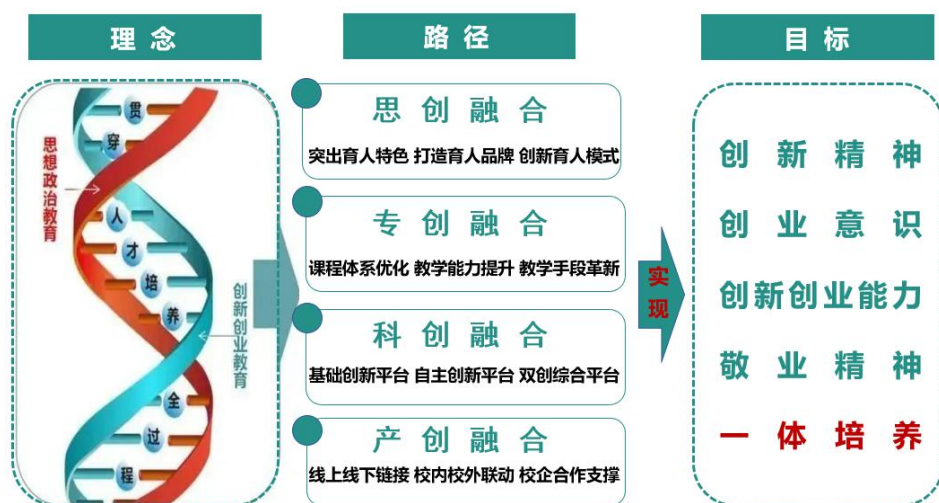 理念
思想政治教育
贯穿人才培养全过程
创新创业教育
路径
思创融合
突出育人特色 打造育人品牌 创新育人模式
专创融合
课程体系优化 教学能力提升 教学手段革新
科创融合
基础创新平台 自主创新平台 双创综合平台
产创融合
线上线下链接 校内校外联动 校企合作支撑
实现
目标
创新精神
创业意识
创新创业能力
敬业精神
一体培养